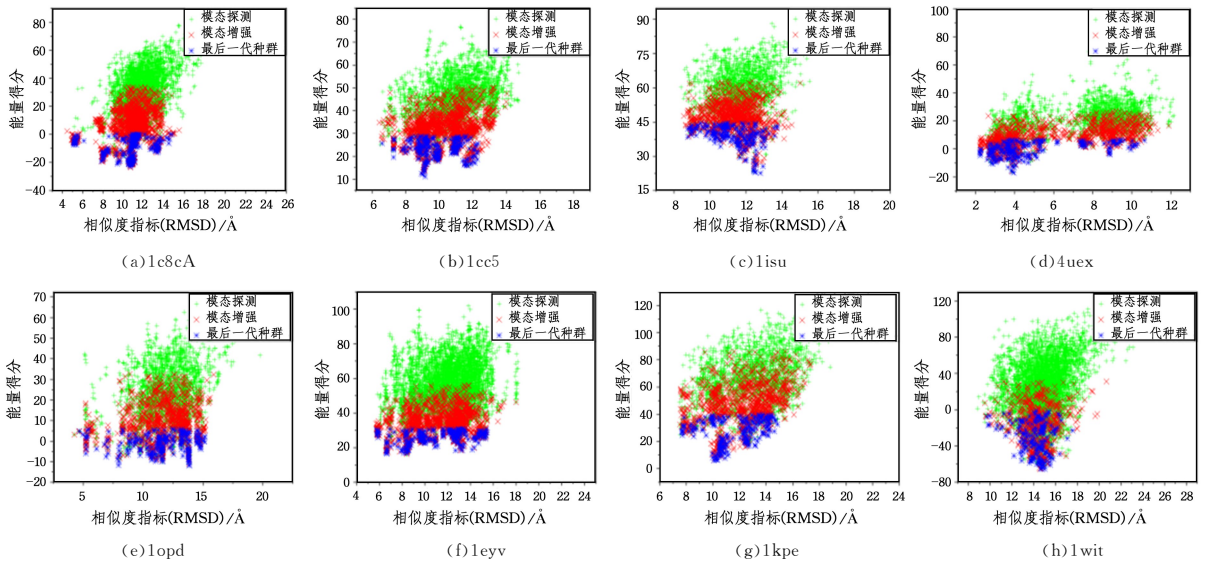 模态探测
模态增强
最后一代种群
80
60
40
20
0
−20
−40
4 6 8 10 12 14 16 18 20 22 24 26
能量得分
相似度指标(RMSD)/Å
(a)1c8cA
模态探测
模态增强
最后一代种群
80
70
60
50
40
30
20
10
6 8 10 12 14 16 18
能量得分
相似度指标(RMSD)/Å
(b)1cc5
模态探测
模态增强
最后一代种群
90
75
60
45
30
15
8 10 12 14 16 18 20
能量得分
相似度指标(RMSD)/Å
(c)1isu
模态探测
模态增强
最后一代种群
100
80
60
40
20
0
−20
2 4 6 8 10 12
能量得分
相似度指标(RMSD)/Å
(d)4uex
模态探测
模态增强
最后一代种群
70
60
50
40
30
20
10
0
−10
−20
5 10 15 20
能量得分
相似度指标(RMSD)/Å
(e)1opd
模态探测
模态增强
最后一代种群
100
80
60
40
20
0
4 6 8 10 12 14 16 18 20 22 24
能量得分
相似度指标(RMSD)/Å
(f)1eyv
模态探测
模态增强
最后一代种群
120
100
80
60
40
20
0
6 8 10 12 14 16 18 20 22 24
能量得分
相似度指标(RMSD)/Å
(g)1kpe
模态探测
模态增强
最后一代种群
120
80
40
0
−40
−80
8 10 12 14 16 18 20 22 24 26 28
能量得分
相似度指标(RMSD)/Å
(h)1wit